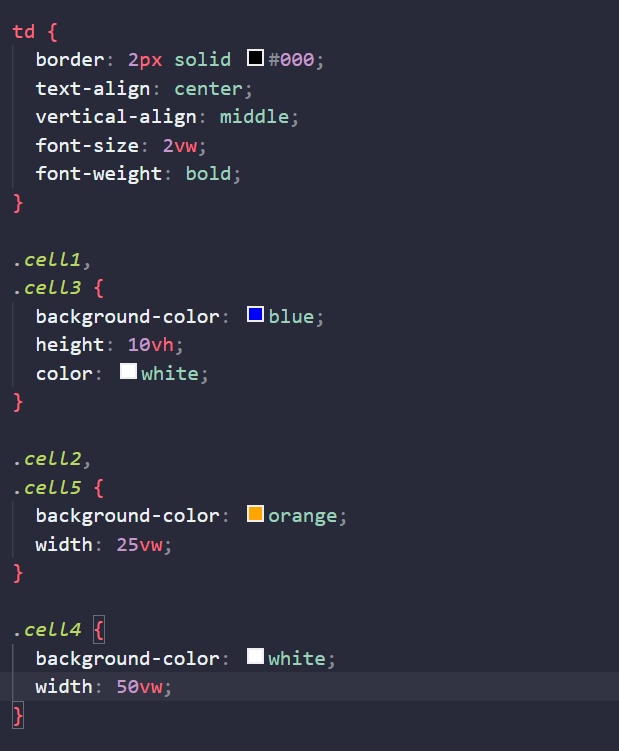 td {
border: 2px solid #000;
text-align: center;
vertical-align: middle;
font-size: 2vw;
font-weight: bold;
}
.cell1,
.cell3 {
background-color: blue;
height: 10vh;
color: white;
}
.cell2,
.cell5 {
background-color: orange;
width: 25vw;
}
.cell4 {
background-color: white;
width: 50vw;
}